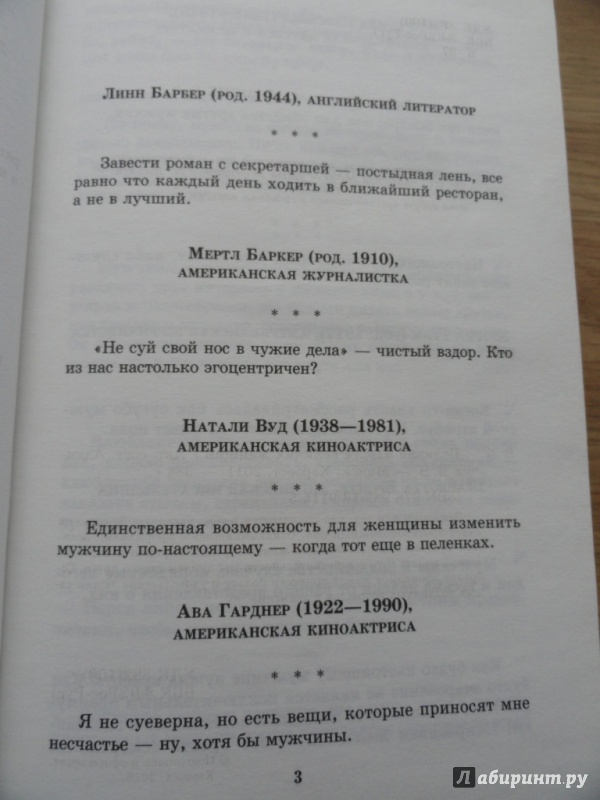 Линн Барбер (род. 1944), английский литератор
* * *
Завести роман с секретаршей — постыдная лень, все
равно что каждый день ходить в ближайший ресторан,
а не в лучший.
Мертл Баркер (род. 1910),
американская журналистка
* * *
«Не суй свой нос в чужие дела» — чистый вздор. Кто
из нас настолько эгоцентричен?
Натали Вуд (1938—1981),
американская киноактриса
* * *
Единственная возможность для женщины изменить
мужчину по-настоящему — когда тот еще в пеленках.
Ава Гарднер (1922—1990),
американская киноактриса
* * *
Я не суеверна, но есть вещи, которые приносят мне
несчастье — ну, хотя бы мужчины.
3
Лабиринт.ру